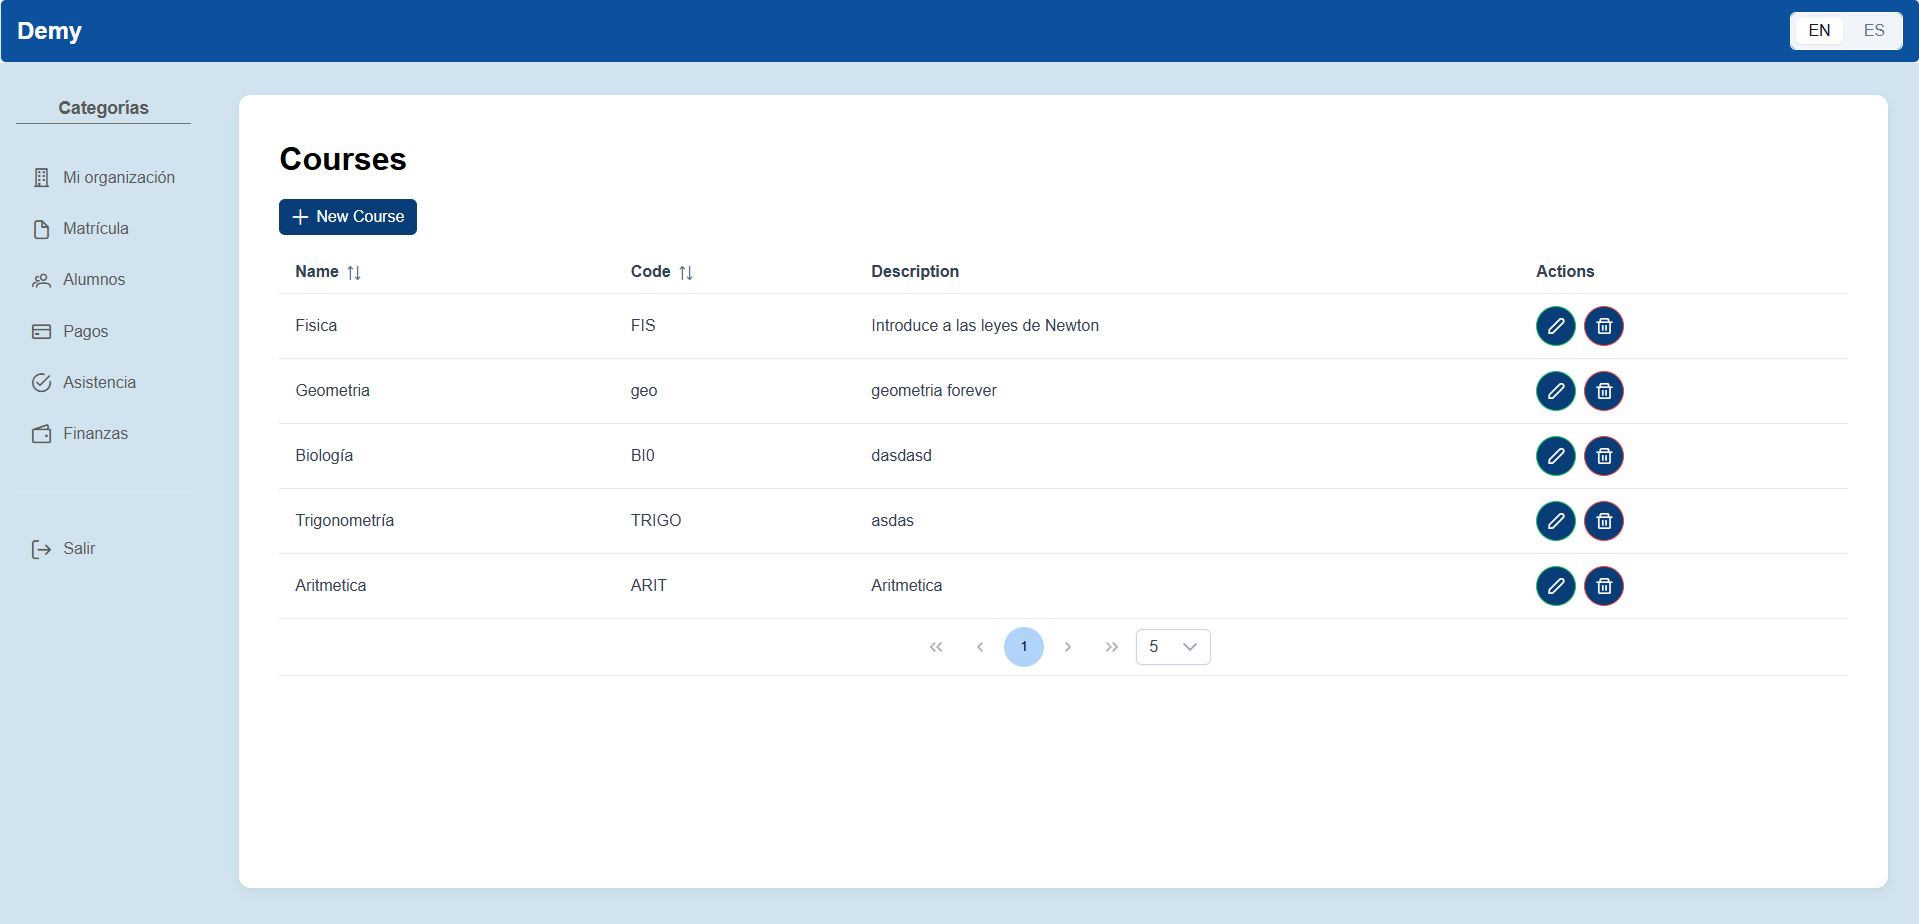 Demy
EN ES
Categorías
Mi organización
Matrícula
Alumnos
Pagos
Asistencia
Finanzas
Salir
Courses
New Course
Name Code Description Actions
Fisica FIS Introduce a las leyes de Newton
Geometria geo geometria forever
Biología BI0 dasdasd
Trigonometría TRIGO asdas
Aritmetica ARIT Aritmetica
1 5